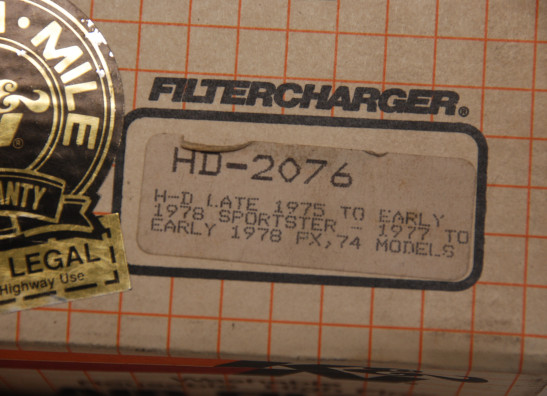 MILE
FILTERCHARGER®
HD-2076
H-D LATE 1975 TO EARLY
1978 SPORTSTER - 1977 TO
EARLY 1978 FX,74 MODELS
LEGAL
Highway Use